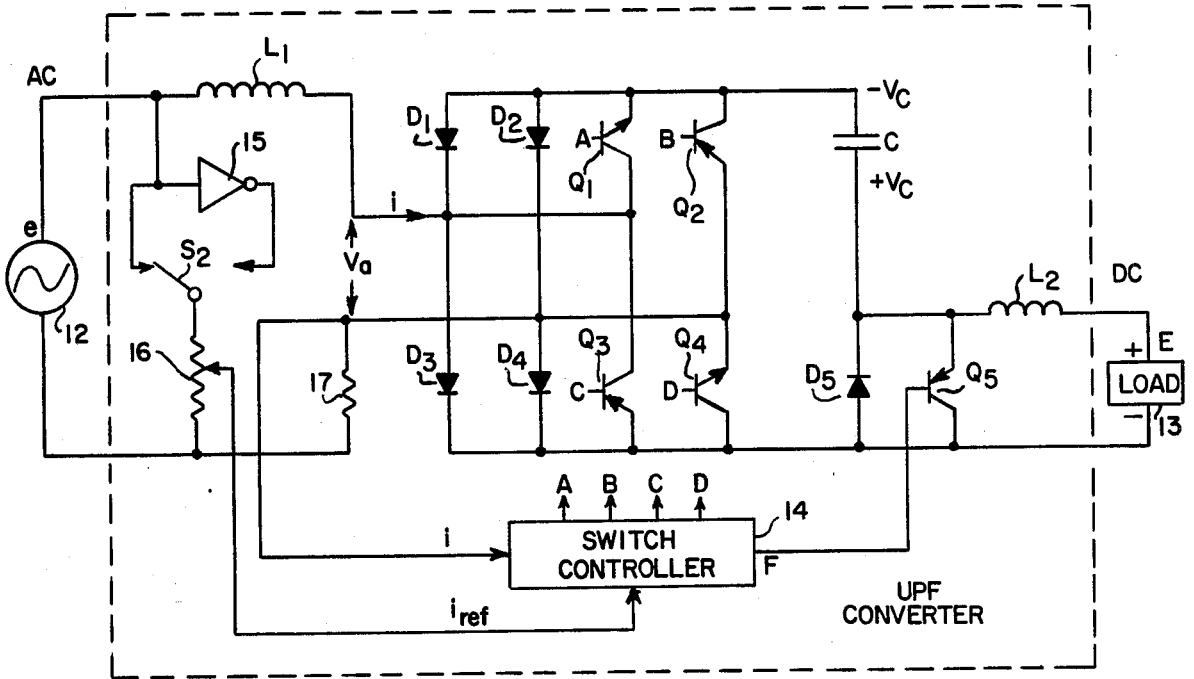 AC
L1
e
12
15
S2
16
17
i
Va
D1
D2
A
Q1
B
Q2
-VC
C
+VC
D3
D4
Q3
C
Q4
D
D5
Q5
L2
DC
E
+
LOAD
-
13
A B C D
14
SWITCH
CONTROLLER
F
i
iref
UPF
CONVERTER